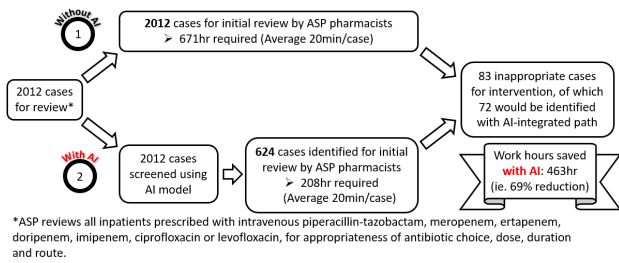 Without AI
1
2012 cases for initial review by ASP pharmacists
➢ 671hr required (Average 20min/case)
2012 cases
for review*
With AI
2
2012 cases
screened using
AI model
624 cases identified for initial
review by ASP pharmacists
➢ 208hr required
(Average 20min/case)
83 inappropriate cases
for intervention, of which
72 would be identified
with AI-integrated path
Work hours saved
with AI: 463hr
(ie. 69% reduction)
*ASP reviews all inpatients prescribed with intravenous piperacillin-tazobactam, meropenem, ertapenem,
doripenem, imipenem, ciprofloxacin or levofloxacin, for appropriateness of antibiotic choice, dose, duration
and route.